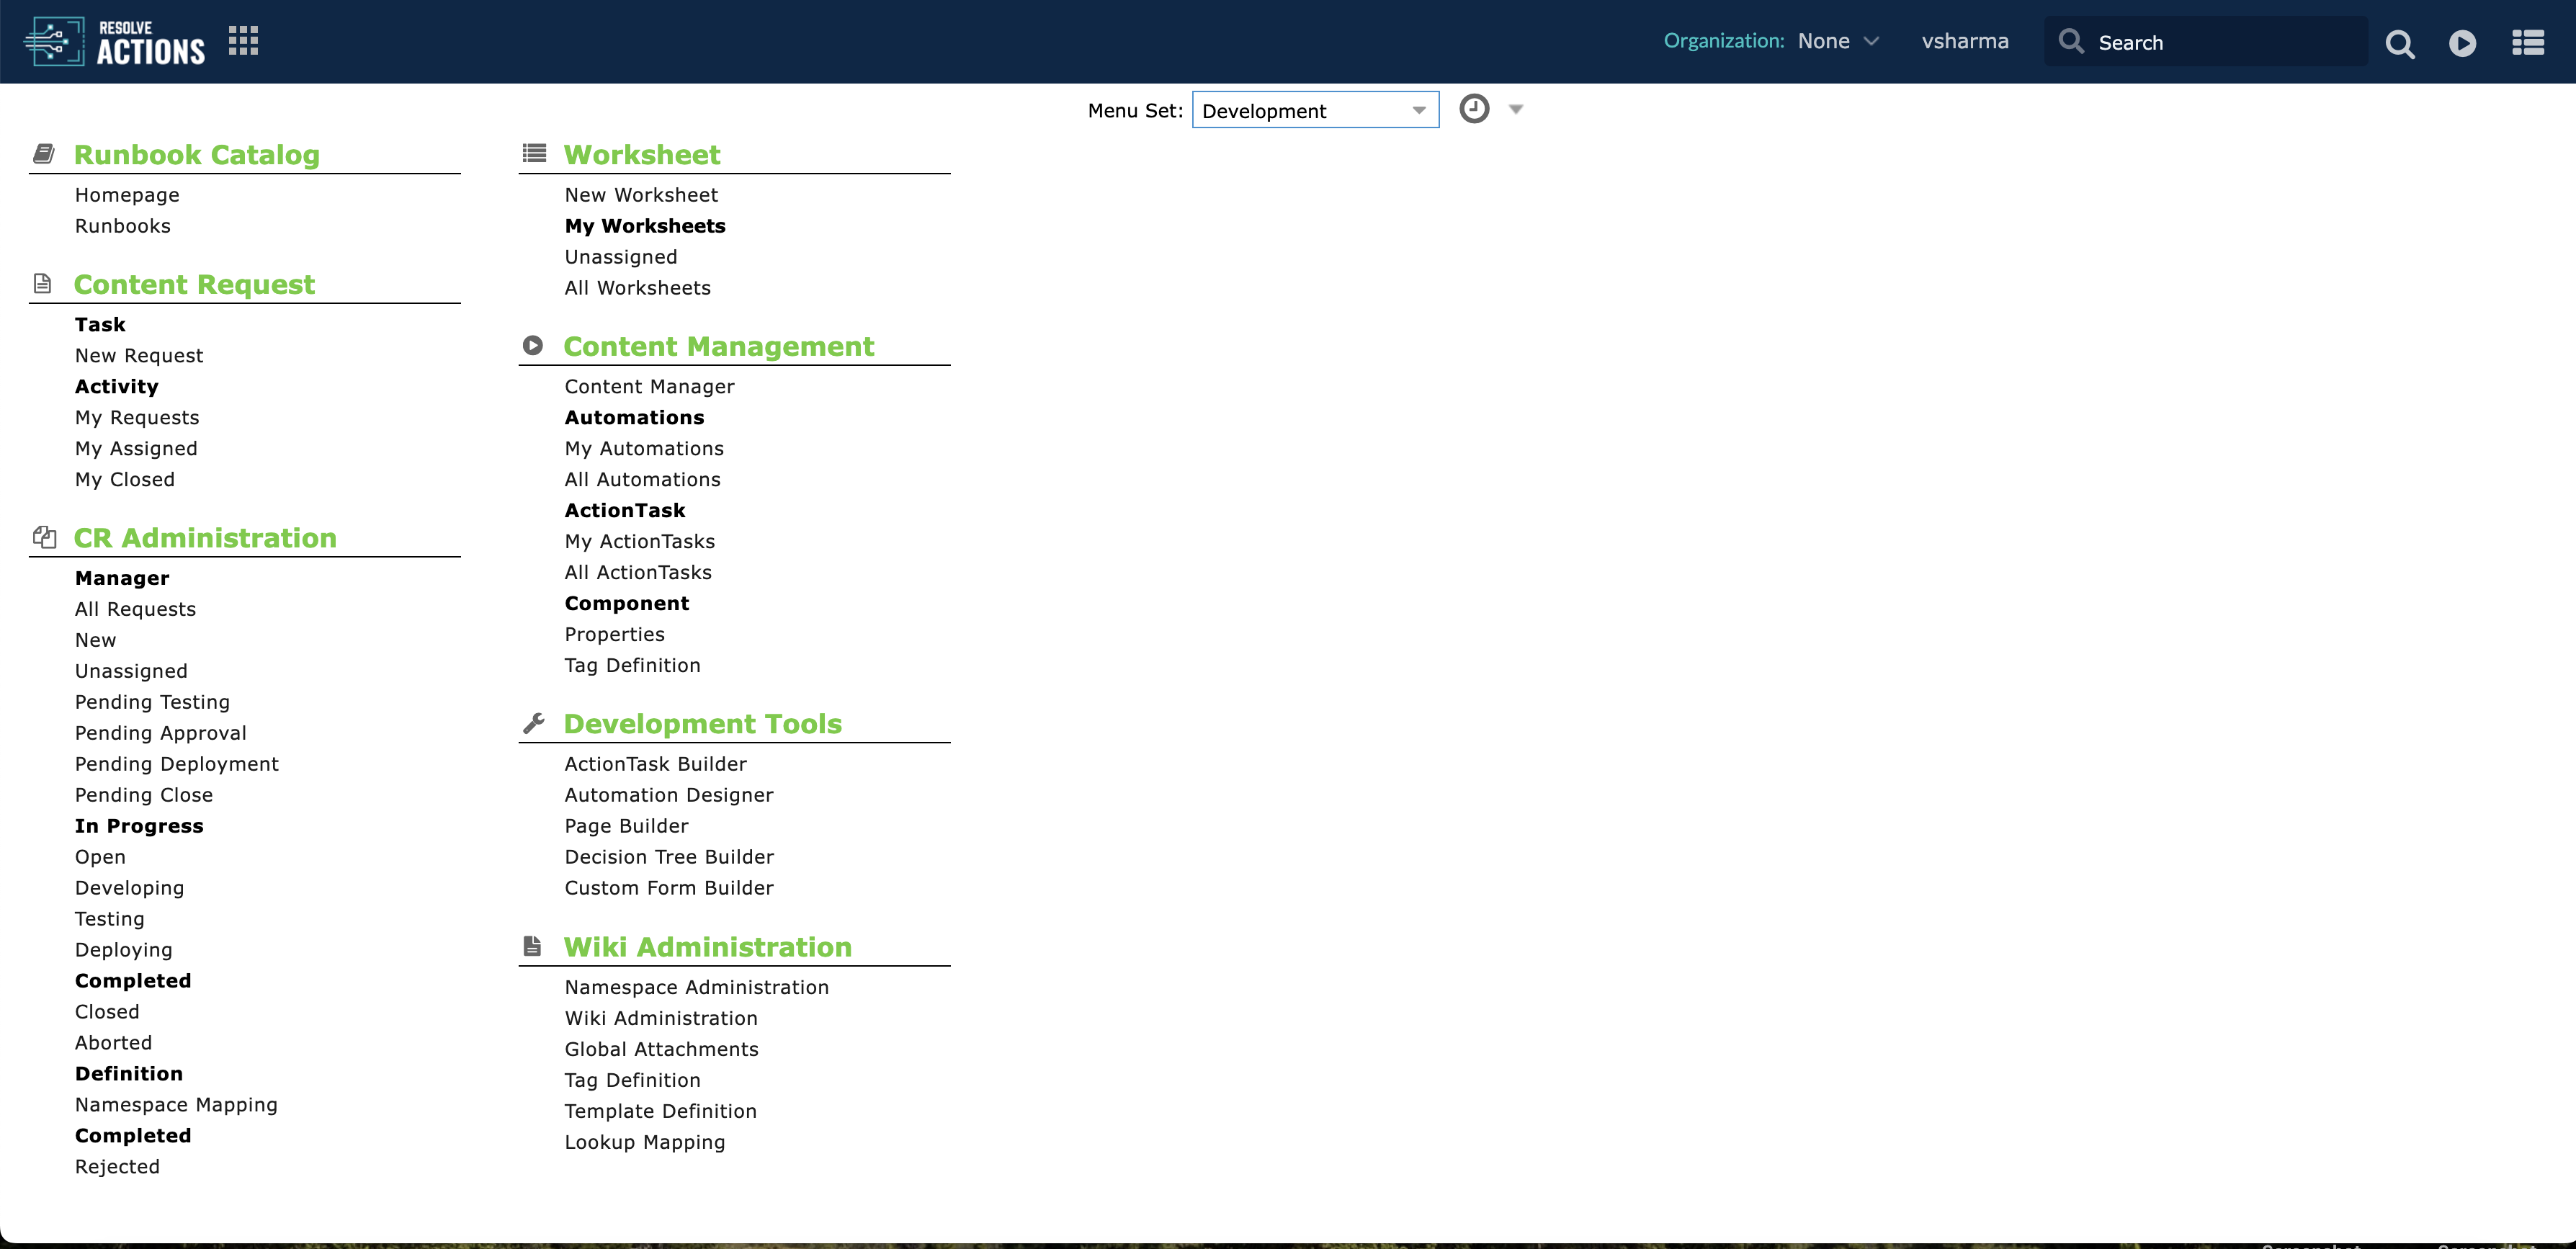 RESOLVE
ACTIONS
Organization: None
vsharma
Search
Menu Set: Development
Runbook Catalog
Homepage
Runbooks
Content Request
Task
New Request
Activity
My Requests
My Assigned
My Closed
CR Administration
Manager
All Requests
New
Unassigned
Pending Testing
Pending Approval
Pending Deployment
Pending Close
In Progress
Open
Developing
Testing
Deploying
Completed
Closed
Aborted
Definition
Namespace Mapping
Completed
Rejected
Worksheet
New Worksheet
My Worksheets
Unassigned
All Worksheets
Content Management
Content Manager
Automations
My Automations
All Automations
ActionTask
My ActionTasks
All ActionTasks
Component
Properties
Tag Definition
Development Tools
ActionTask Builder
Automation Designer
Page Builder
Decision Tree Builder
Custom Form Builder
Wiki Administration
Namespace Administration
Wiki Administration
Global Attachments
Tag Definition
Template Definition
Lookup Mapping